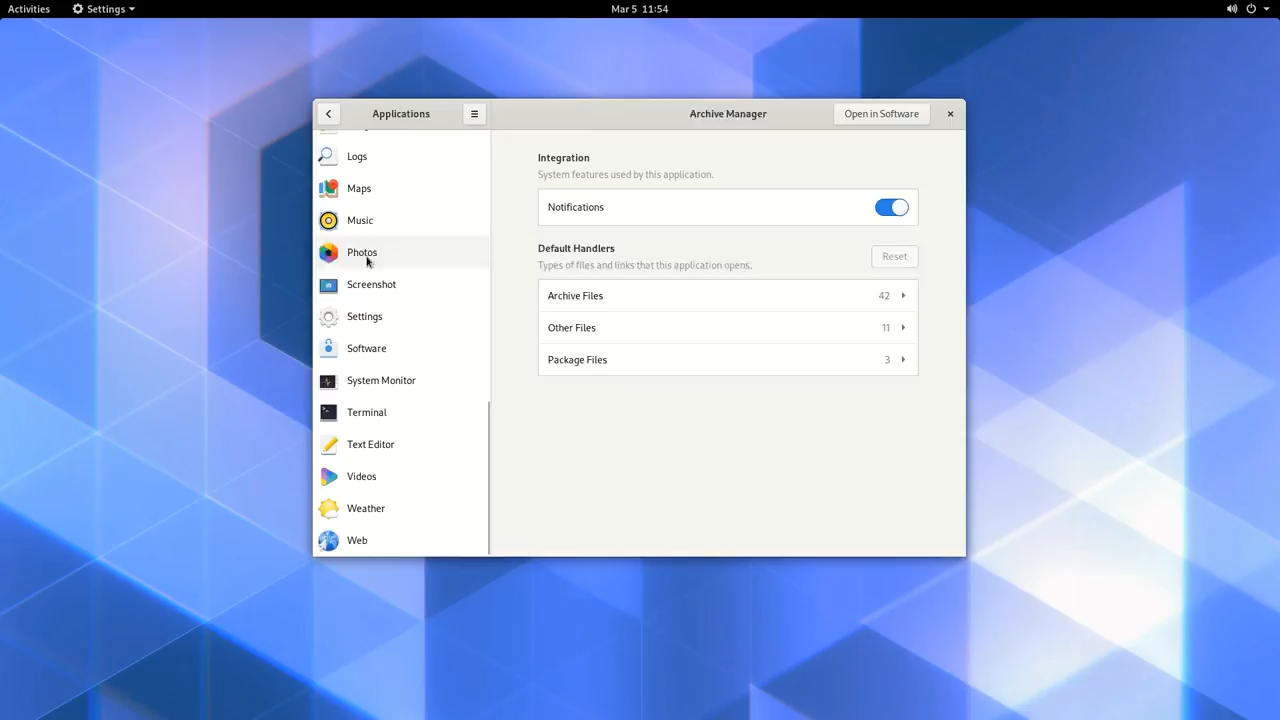 Activities
Settings
Mar 5 11:54
Applications
Archive Manager
Open in Software
Logs
Maps
Music
Photos
Screenshot
Settings
Software
System Monitor
Terminal
Text Editor
Videos
Weather
Web
Integration
System features used by this application.
Notifications
Default Handlers
Types of files and links that this application opens.
Reset
Archive Files 42
Other Files 11
Package Files 3